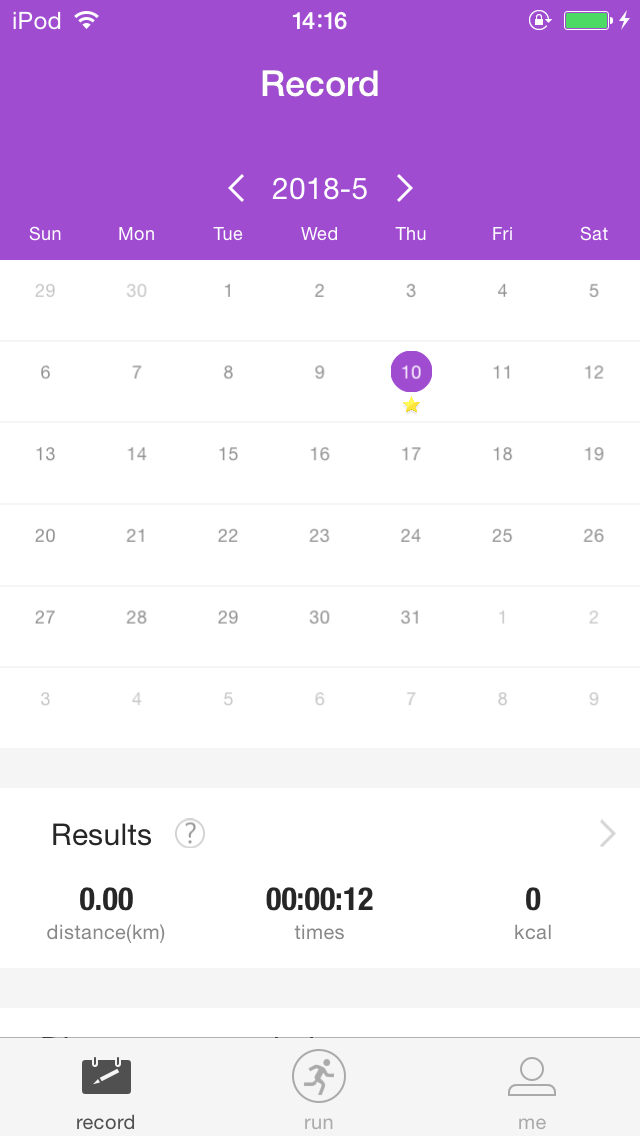 iPod 14:16
Record
2018-5
Sun Mon Tue Wed Thu Fri Sat
29 30 1 2 3 4 5
6 7 8 9 10 11 12
13 14 15 16 17 18 19
20 21 22 23 24 25 26
27 28 29 30 31 1 2
3 4 5 6 7 8 9
Results ?
0.00 00:00:12 0
distance(km) times kcal
record run me